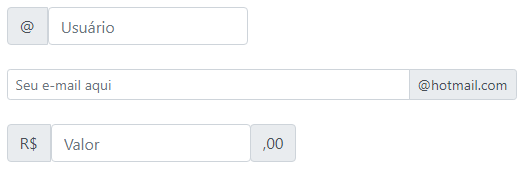 @ Usuário
Seu e-mail aqui @hotmail.com
R$ Valor ,00